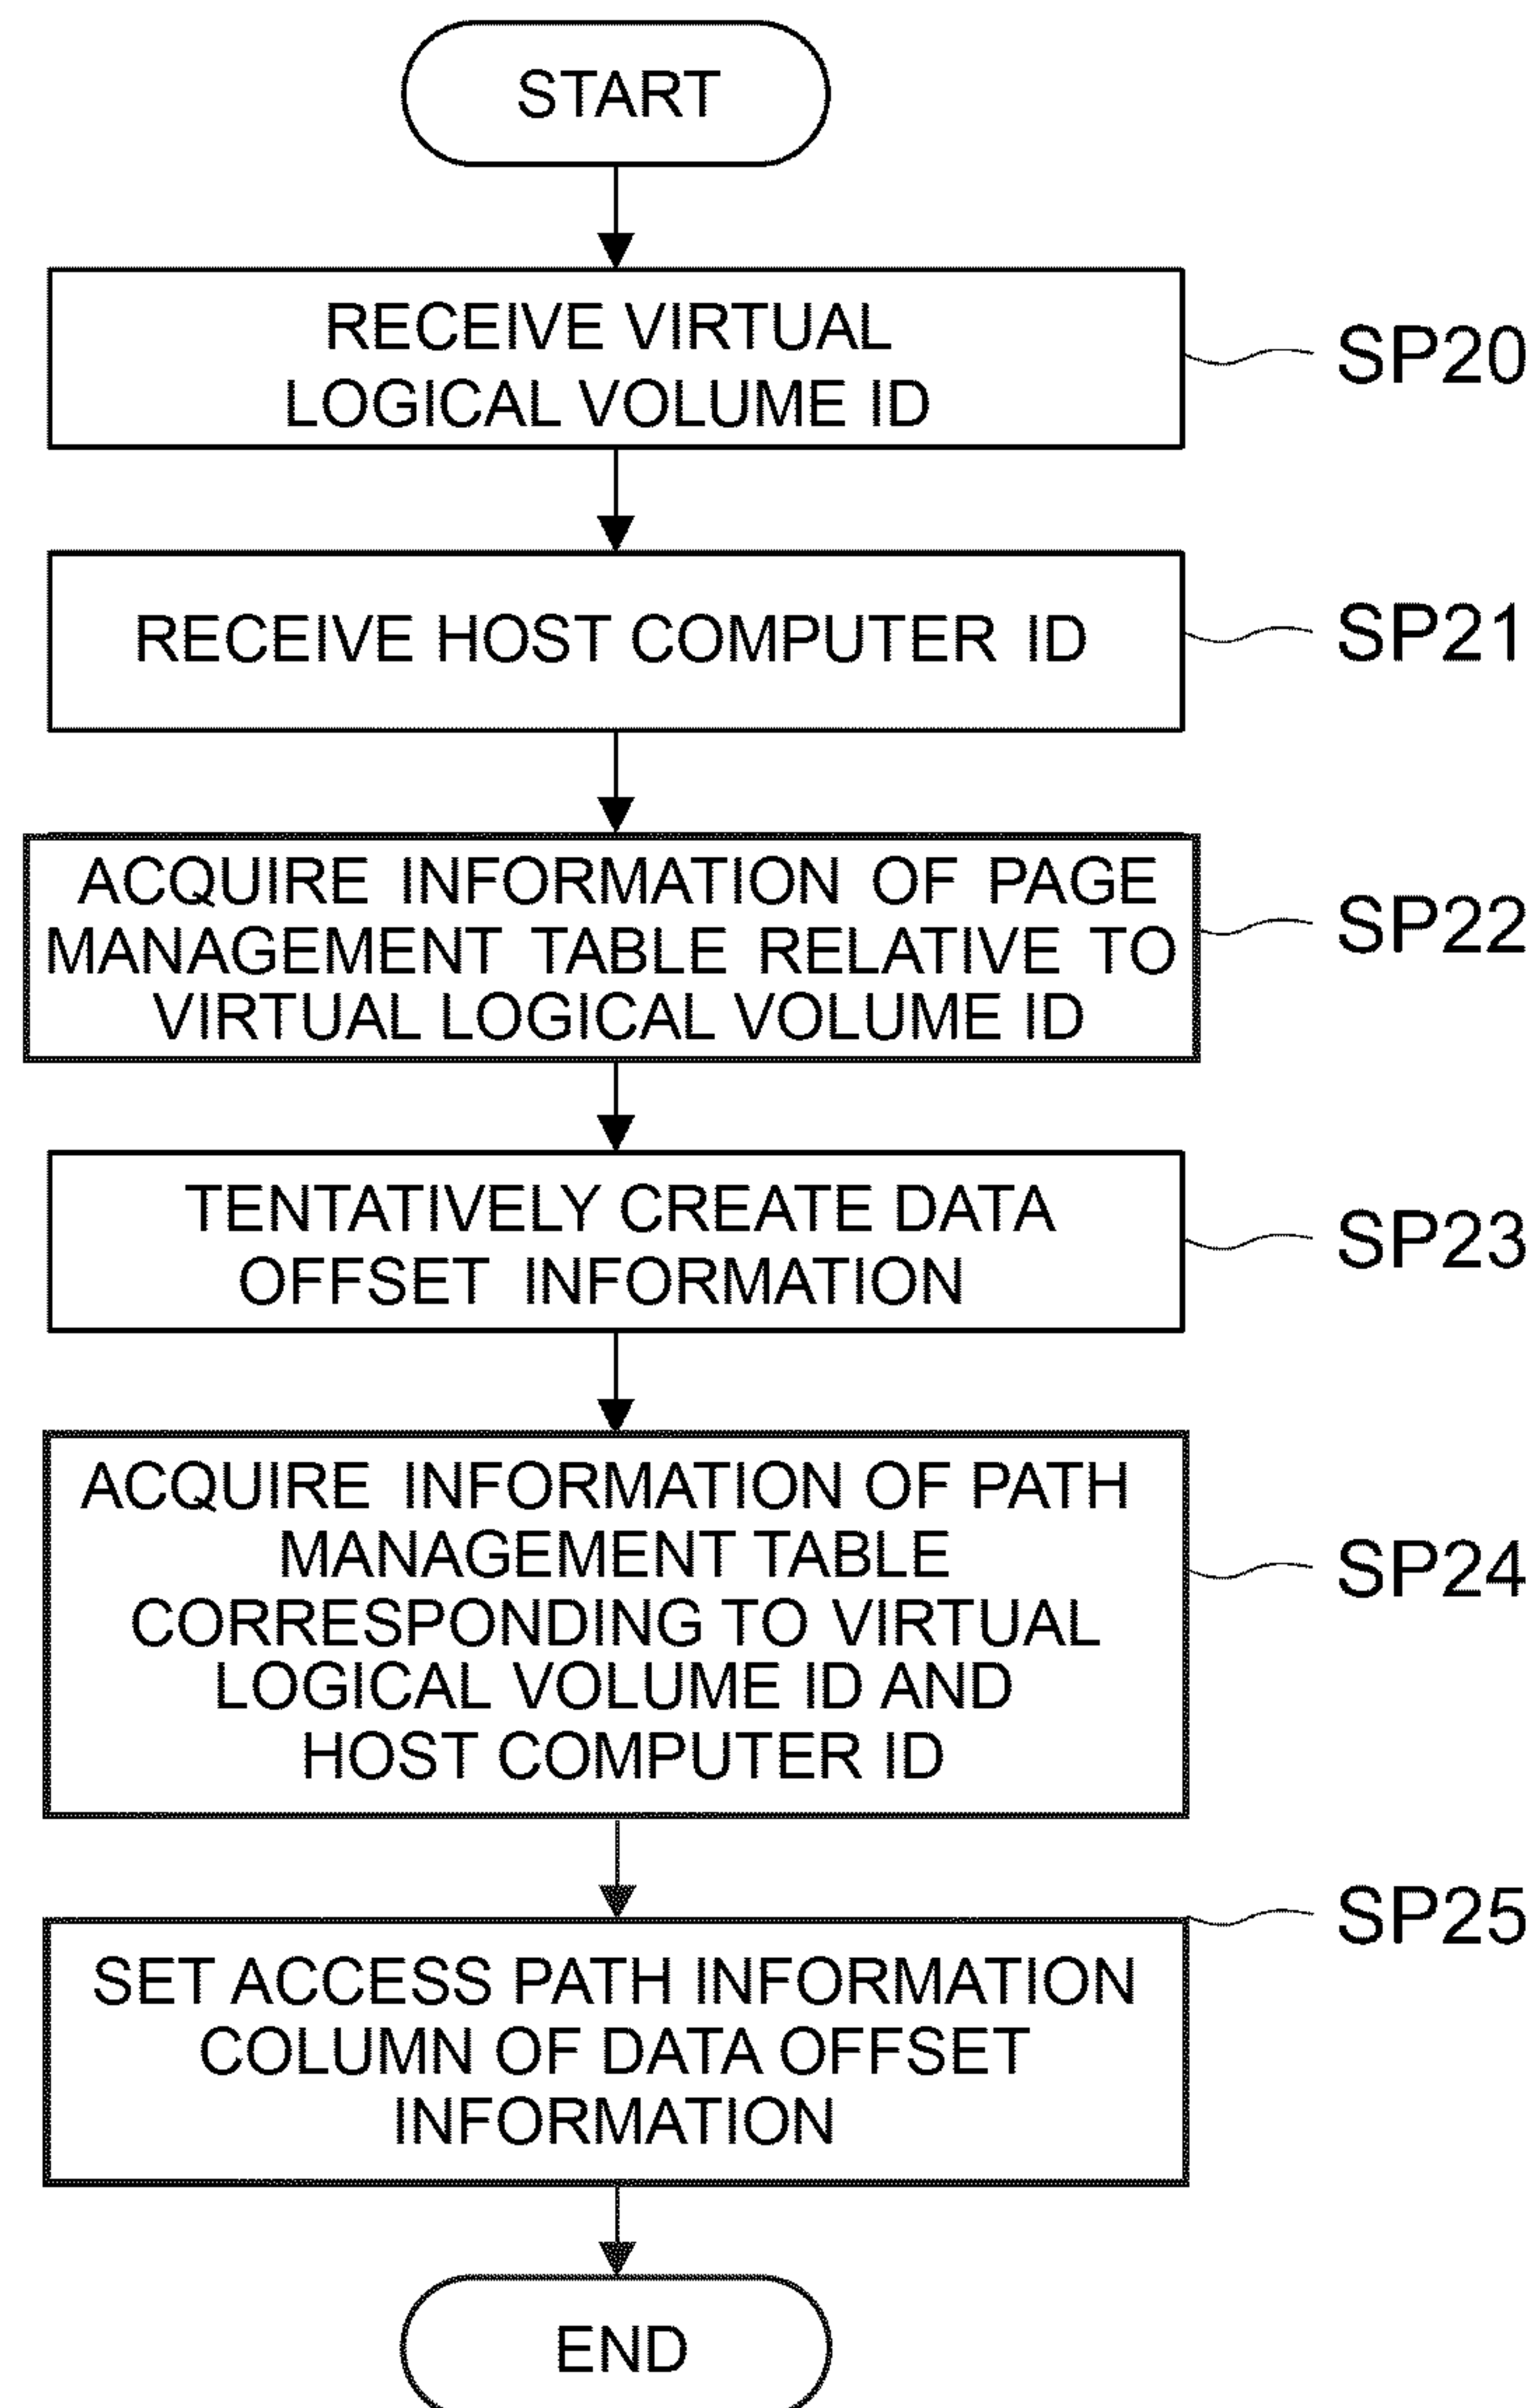 START
RECEIVE VIRTUAL
LOGICAL VOLUME ID
SP20
RECEIVE HOST COMPUTER ID
SP21
ACQUIRE INFORMATION OF PAGE
MANAGEMENT TABLE RELATIVE TO
VIRTUAL LOGICAL VOLUME ID
SP22
TENTATIVELY CREATE DATA
OFFSET INFORMATION
SP23
ACQUIRE INFORMATION OF PATH
MANAGEMENT TABLE
CORRESPONDING TO VIRTUAL
LOGICAL VOLUME ID AND
HOST COMPUTER ID
SP24
SET ACCESS PATH INFORMATION
COLUMN OF DATA OFFSET
INFORMATION
SP25
END